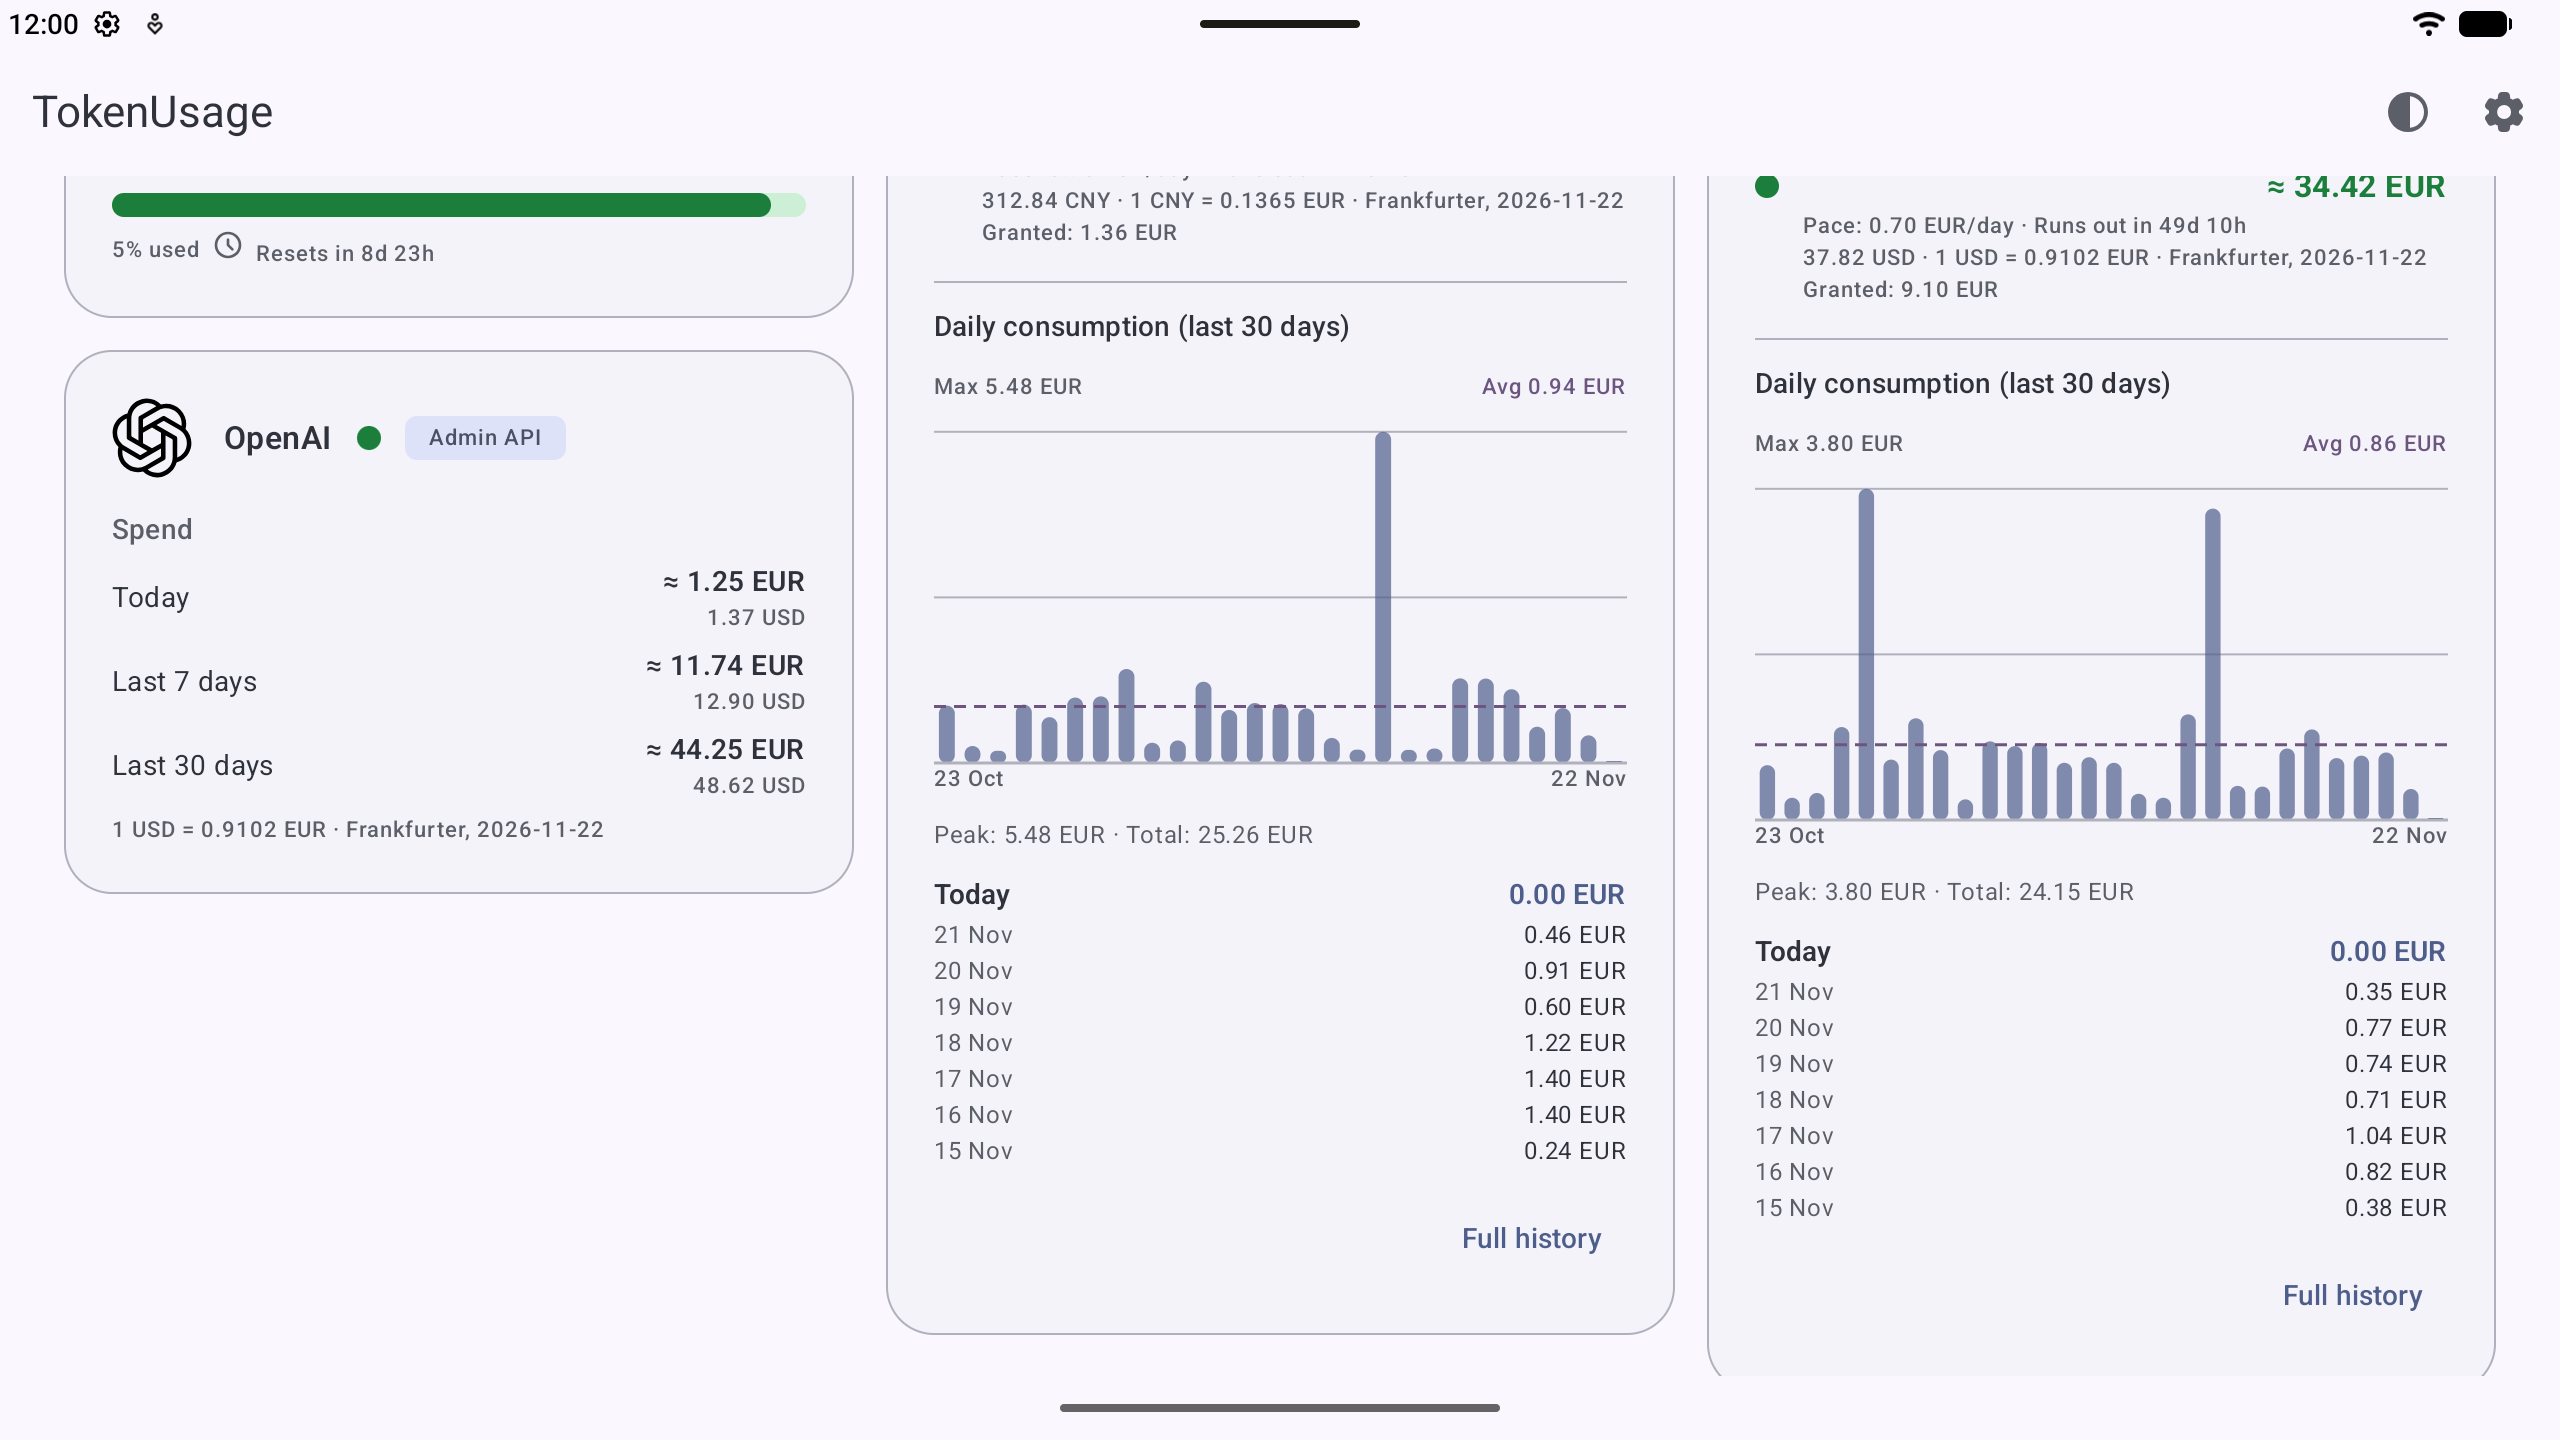 12:00
TokenUsage
5% used Resets in 8d 23h
OpenAI Admin API
Spend
Today ≈ 1.25 EUR
1.37 USD
Last 7 days ≈ 11.74 EUR
12.90 USD
Last 30 days ≈ 44.25 EUR
48.62 USD
1 USD = 0.9102 EUR · Frankfurter, 2026-11-22
312.84 CNY · 1 CNY = 0.1365 EUR · Frankfurter, 2026-11-22
Granted: 1.36 EUR
Daily consumption (last 30 days)
Max 5.48 EUR Avg 0.94 EUR
23 Oct 22 Nov
Peak: 5.48 EUR · Total: 25.26 EUR
Today 0.00 EUR
21 Nov 0.46 EUR
20 Nov 0.91 EUR
19 Nov 0.60 EUR
18 Nov 1.22 EUR
17 Nov 1.40 EUR
16 Nov 1.40 EUR
15 Nov 0.24 EUR
Full history
≈ 34.42 EUR
Pace: 0.70 EUR/day · Runs out in 49d 10h
37.82 USD · 1 USD = 0.9102 EUR · Frankfurter, 2026-11-22
Granted: 9.10 EUR
Daily consumption (last 30 days)
Max 3.80 EUR Avg 0.86 EUR
23 Oct 22 Nov
Peak: 3.80 EUR · Total: 24.15 EUR
Today 0.00 EUR
21 Nov 0.35 EUR
20 Nov 0.77 EUR
19 Nov 0.74 EUR
18 Nov 0.71 EUR
17 Nov 1.04 EUR
16 Nov 0.82 EUR
15 Nov 0.38 EUR
Full history